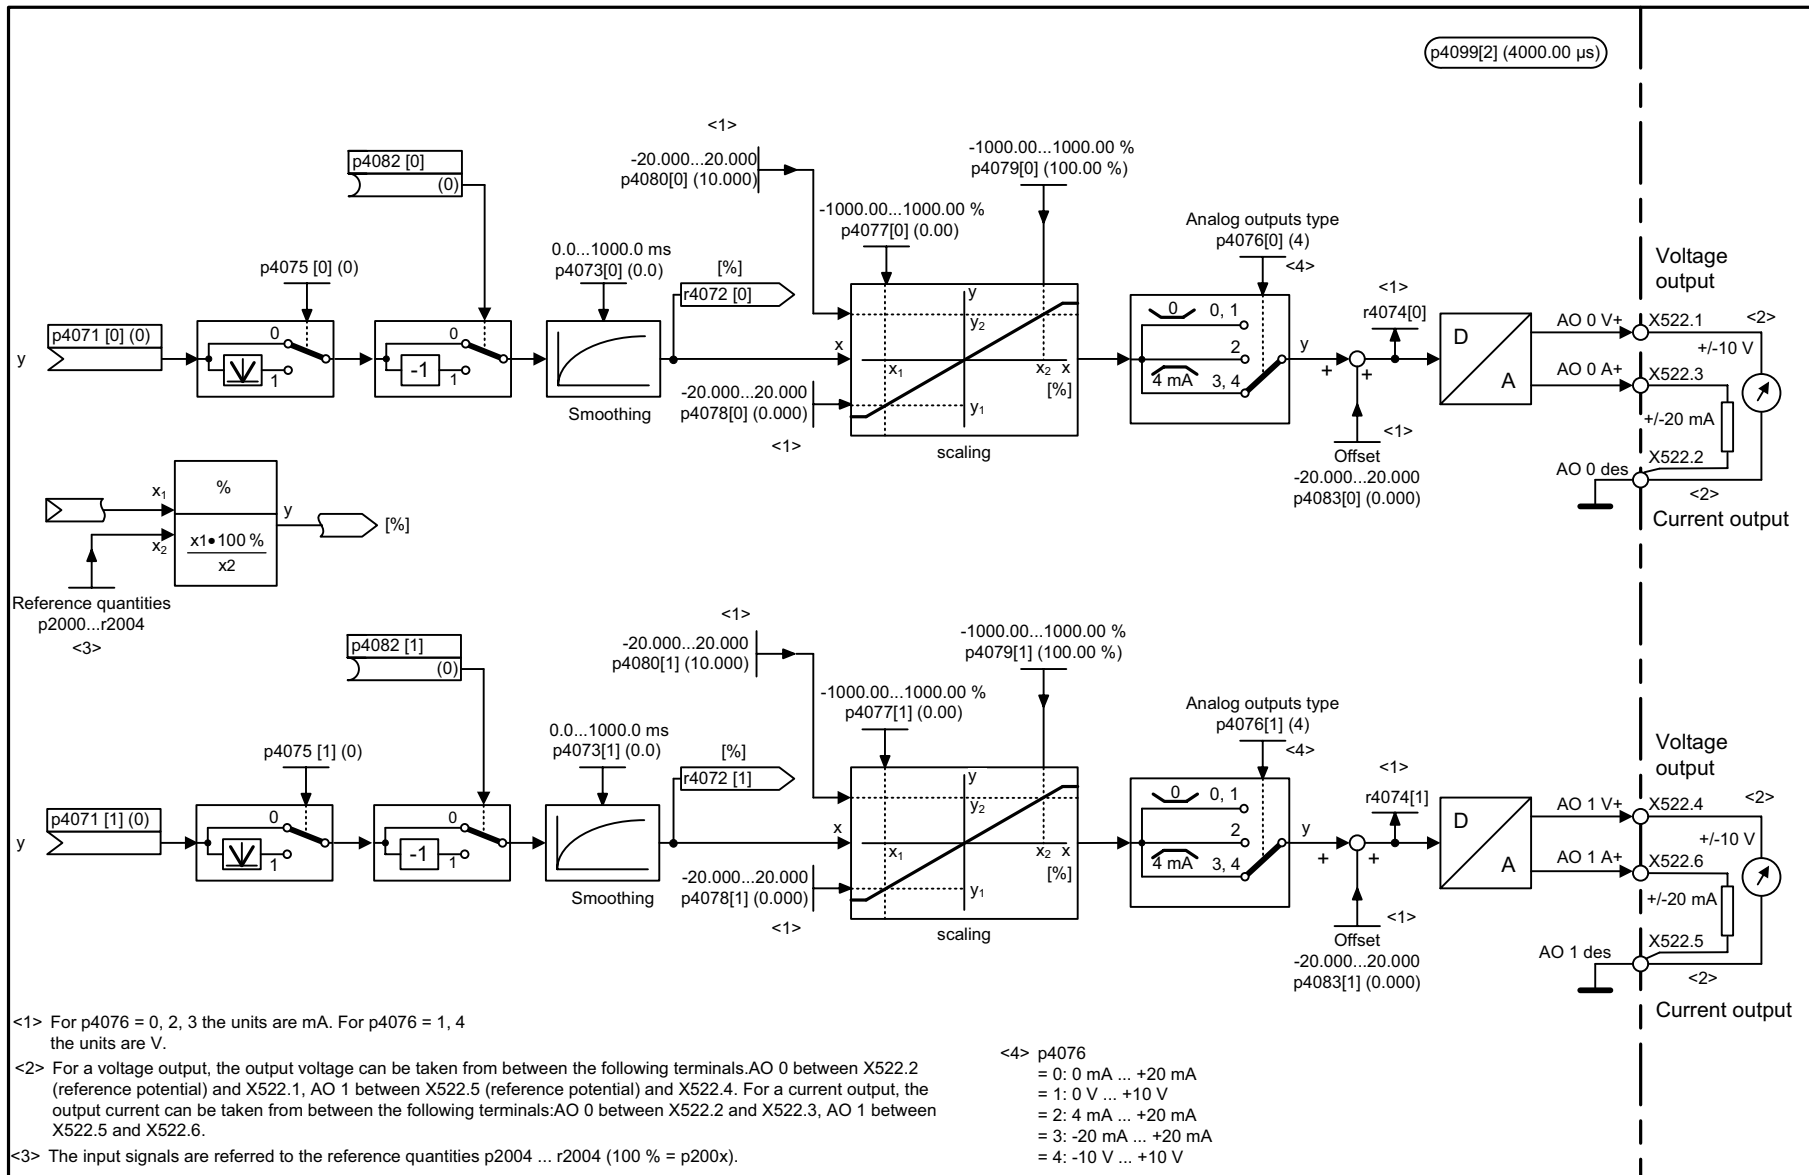 p4099[2] (4000.00 µs)
<1>
-20.000...20.000
p4080[0] (10.000)
-1000.00...1000.00 %
p4079[0] (100.00 %)
p4082 [0]
(0)
-1000.00...1000.00 %
p4077[0] (0.00)
Analog outputs type
p4076[0] (4)
<4>
0.0...1000.0 ms
p4073[0] (0.0)
p4075 [0] (0)
[%]
r4072 [0]
<1>
r4074[0]
Voltage
output
p4071 [0] (0)
y
0
1
0
-1
1
Smoothing
x
y
y2
x1
x2
x
[%]
y1
scaling
0
0, 1
2
4 mA
3, 4
y
+
+
D
A
AO 0 V+
X522.1
<2>
+/-10 V
AO 0 A+
X522.3
+/-20 mA
-20.000...20.000
p4078[0] (0.000)
<1>
<1>
Offset
-20.000...20.000
p4083[0] (0.000)
AO 0 des
X522.2
<2>
Current output
x1
%
y
[%]
x2
x1•100 %
x2
Reference quantities
p2000...r2004
<3>
<1>
-20.000...20.000
p4080[1] (10.000)
-1000.00...1000.00 %
p4079[1] (100.00 %)
p4082 [1]
(0)
-1000.00...1000.00 %
p4077[1] (0.00)
Analog outputs type
p4076[1] (4)
<4>
0.0...1000.0 ms
p4073[1] (0.0)
p4075 [1] (0)
[%]
r4072 [1]
<1>
r4074[1]
Voltage
output
p4071 [1] (0)
y
0
1
0
-1
1
Smoothing
x
y
y2
x1
x2
x
[%]
y1
scaling
0
0, 1
2
4 mA
3, 4
y
+
+
D
A
AO 1 V+
X522.4
<2>
+/-10 V
AO 1 A+
X522.6
+/-20 mA
-20.000...20.000
p4078[1] (0.000)
<1>
<1>
Offset
-20.000...20.000
p4083[1] (0.000)
AO 1 des
X522.5
<2>
Current output
<1> For p4076 = 0, 2, 3 the units are mA. For p4076 = 1, 4
the units are V.
<2> For a voltage output, the output voltage can be taken from between the following terminals.AO 0 between X522.2
(reference potential) and X522.1, AO 1 between X522.5 (reference potential) and X522.4. For a current output, the
output current can be taken from between the following terminals:AO 0 between X522.2 and X522.3, AO 1 between
X522.5 and X522.6.
<3> The input signals are referred to the reference quantities p2004 ... r2004 (100 % = p200x).
<4> p4076
= 0: 0 mA ... +20 mA
= 1: 0 V ... +10 V
= 2: 4 mA ... +20 mA
= 3: -20 mA ... +20 mA
= 4: -10 V ... +10 V